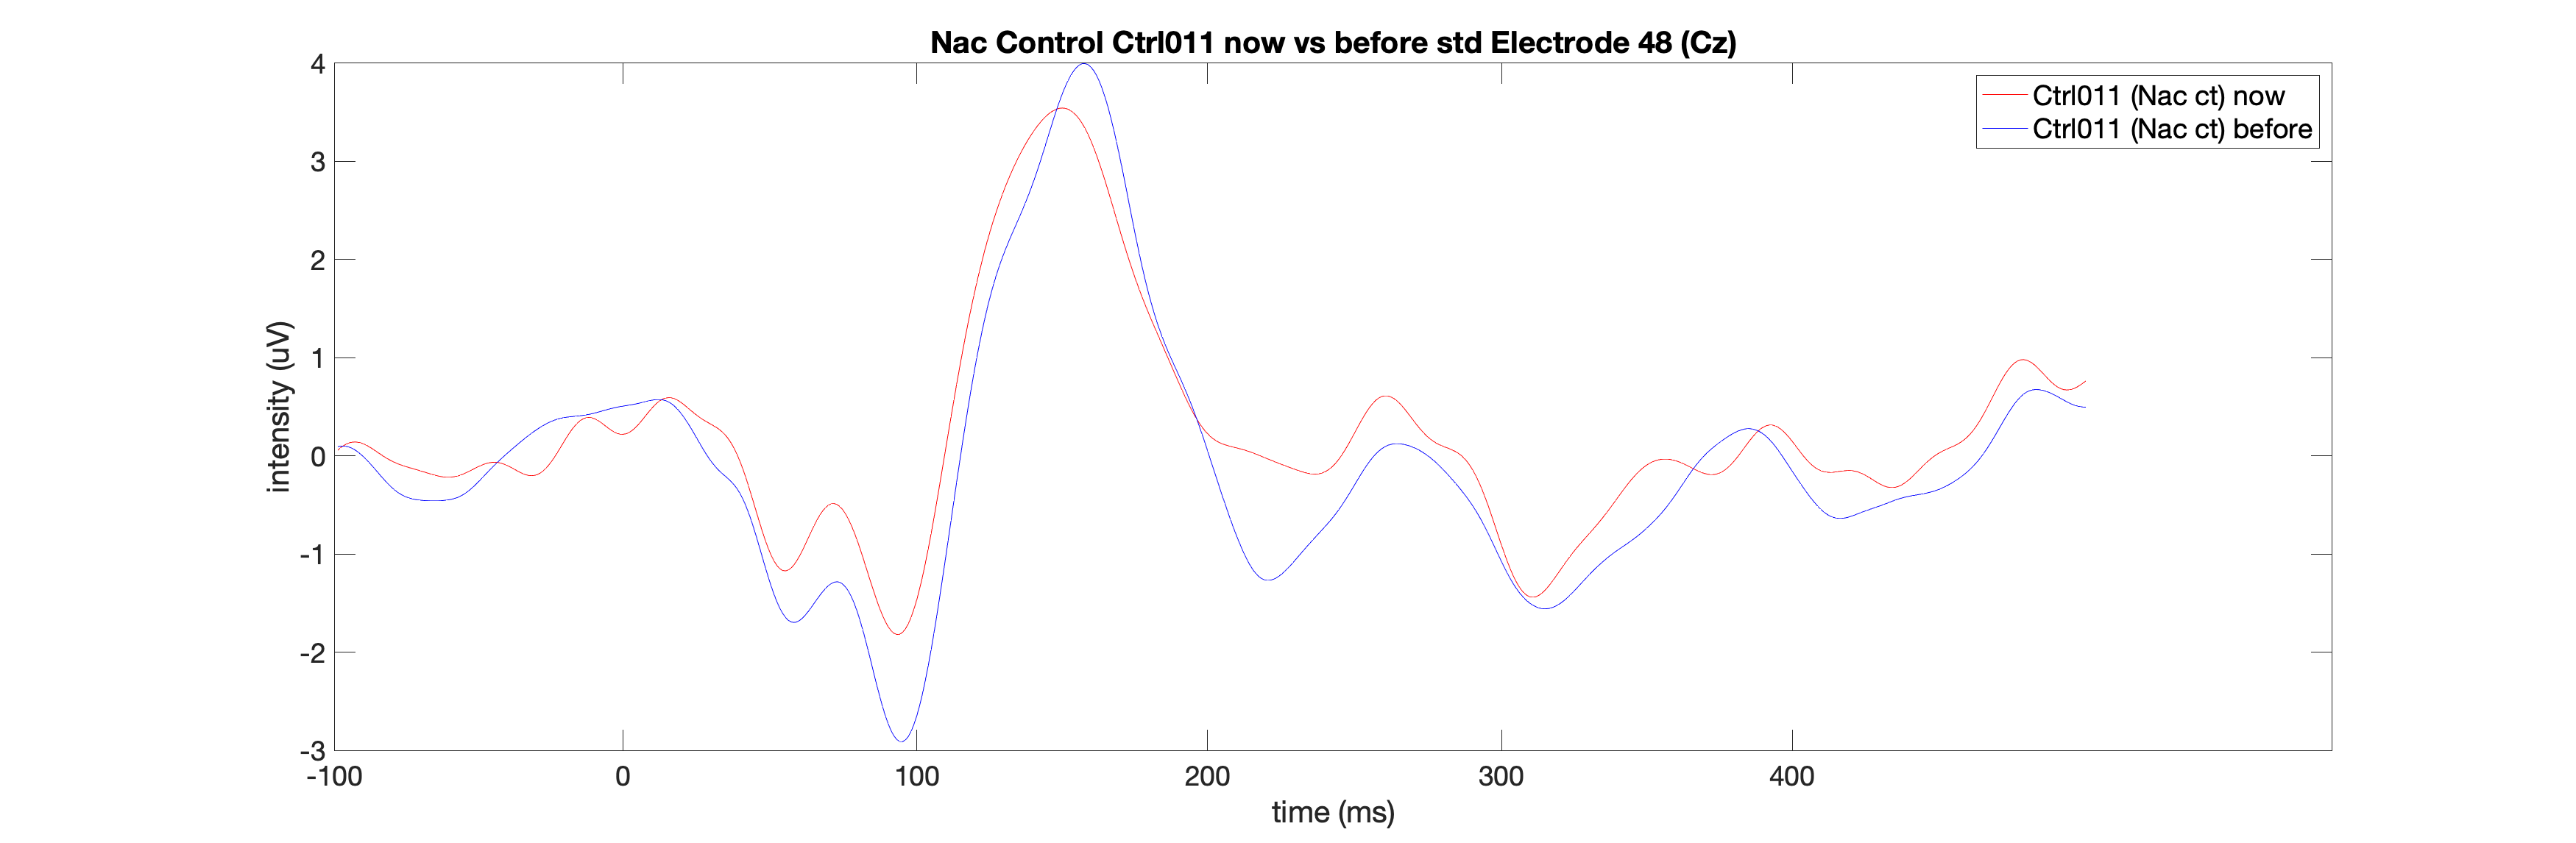 Nac Control Ctrl011 now vs before std Electrode 48 (Cz)
Ctrl011 (Nac ct) now
Ctrl011 (Nac ct) before
intensity (uV)
4
3
2
1
0
-1
-2
-3
-100 0 100 200 300 400
time (ms)